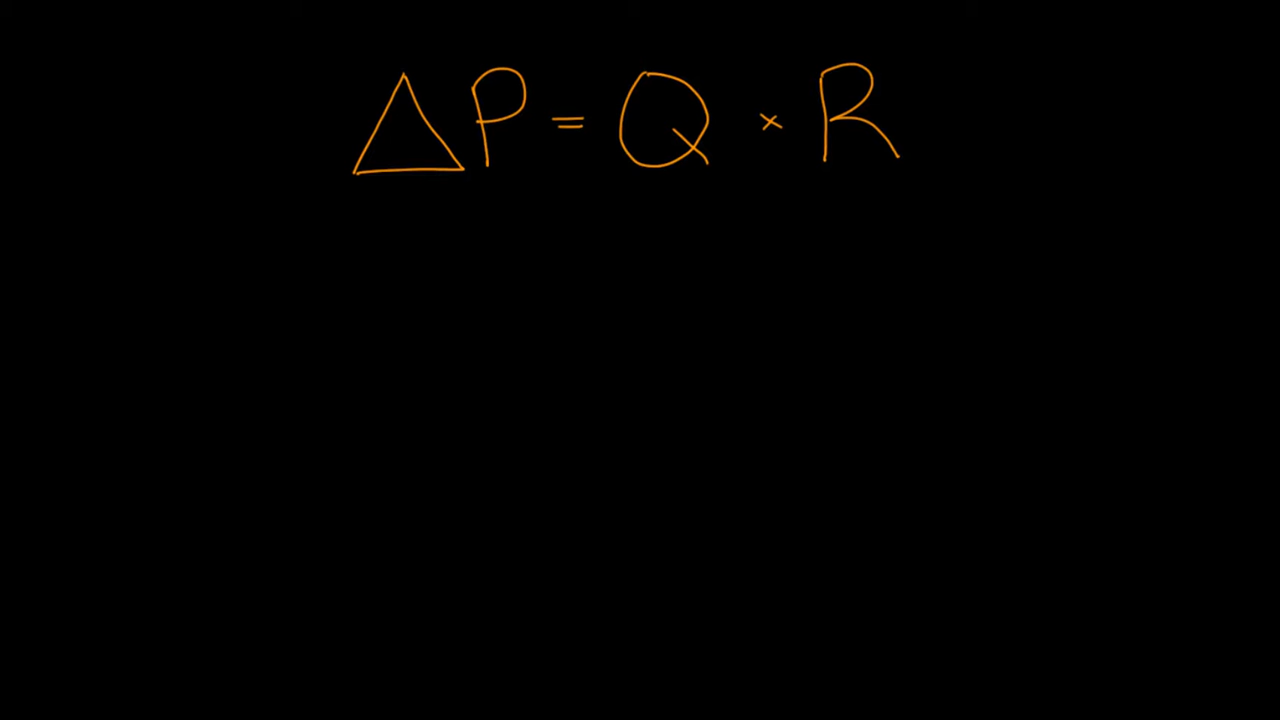 ΔP = Q × R